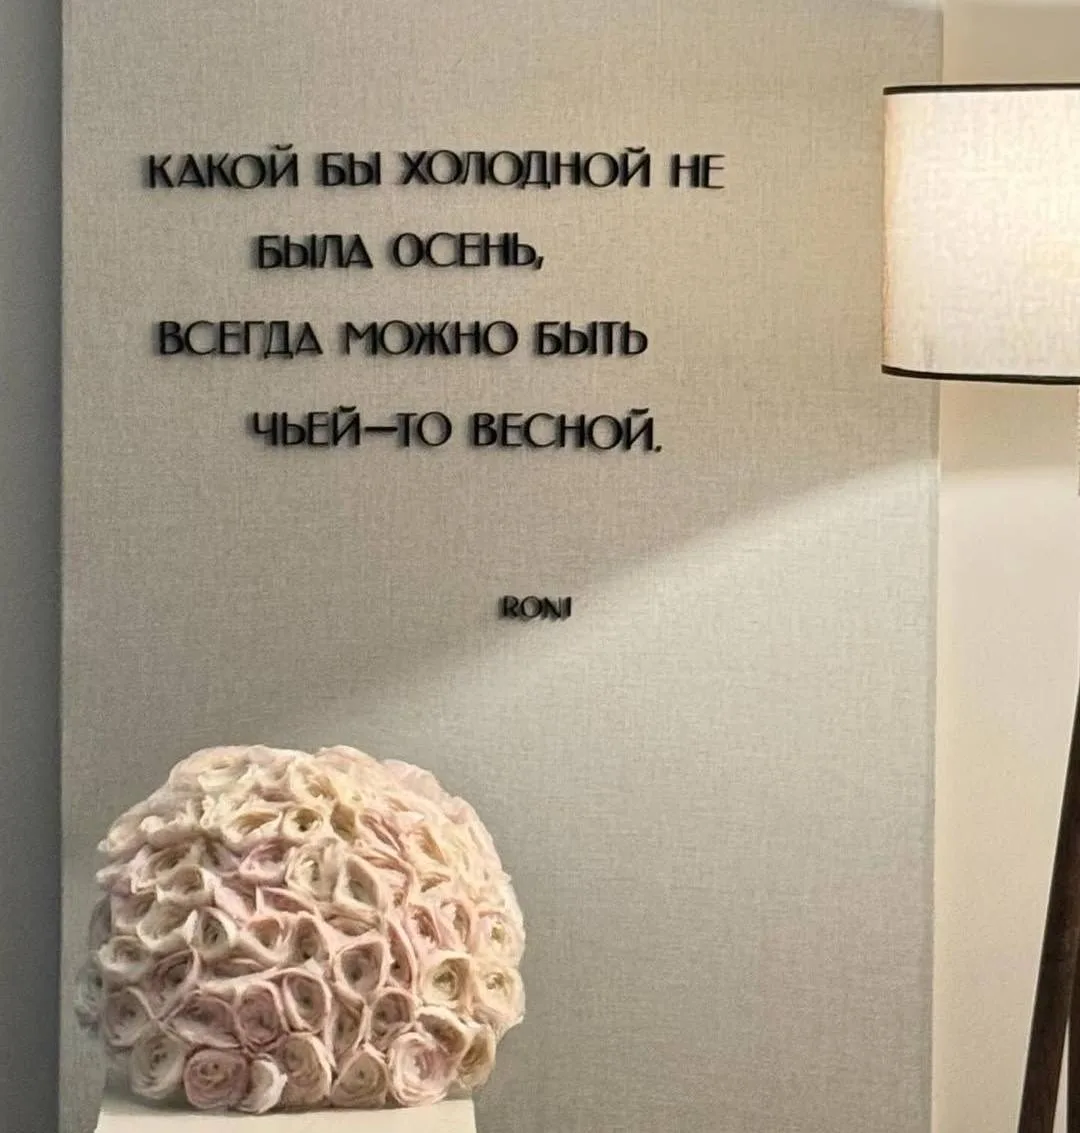 КАКОЙ БЫ ХОЛОДНОЙ НЕ
БЫЛА ОСЕНЬ,
ВСЕГДА МОЖНО БЫТЬ
ЧЬЕЙ–ТО ВЕСНОЙ.
RONI